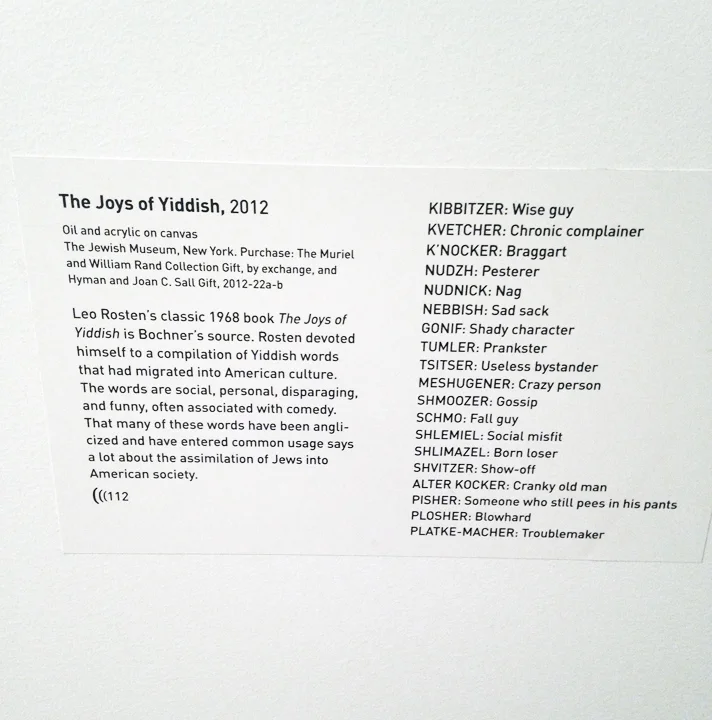 The Joys of Yiddish, 2012
Oil and acrylic on canvas
The Jewish Museum, New York. Purchase: The Muriel
and William Rand Collection Gift, by exchange, and
Hyman and Joan C. Sall Gift, 2012-22a-b
Leo Rosten's classic 1968 book The Joys of
Yiddish is Bochner's source. Rosten devoted
himself to a compilation of Yiddish words
that had migrated into American culture.
The words are social, personal, disparaging,
and funny, often associated with comedy.
That many of these words have been angli-
cized and have entered common usage says
a lot about the assimilation of Jews into
American society.
(((112
KIBBITZER: Wise guy
KVETCHER: Chronic complainer
K'NOCKER: Braggart
NUDZH: Pesterer
NUDNICK: Nag
NEBBISH: Sad sack
GONIF: Shady character
TUMLER: Prankster
TSITSER: Useless bystander
MESHUGENER: Crazy person
SHMOOZER: Gossip
SCHMO: Fall guy
SHLEMIEL: Social misfit
SHLIMAZEL: Born loser
SHVITZER: Show-off
ALTER KOCKER: Cranky old man
PISHER: Someone who still pees in his pants
PLOSHER: Blowhard
PLATKE-MACHER: Troublemaker